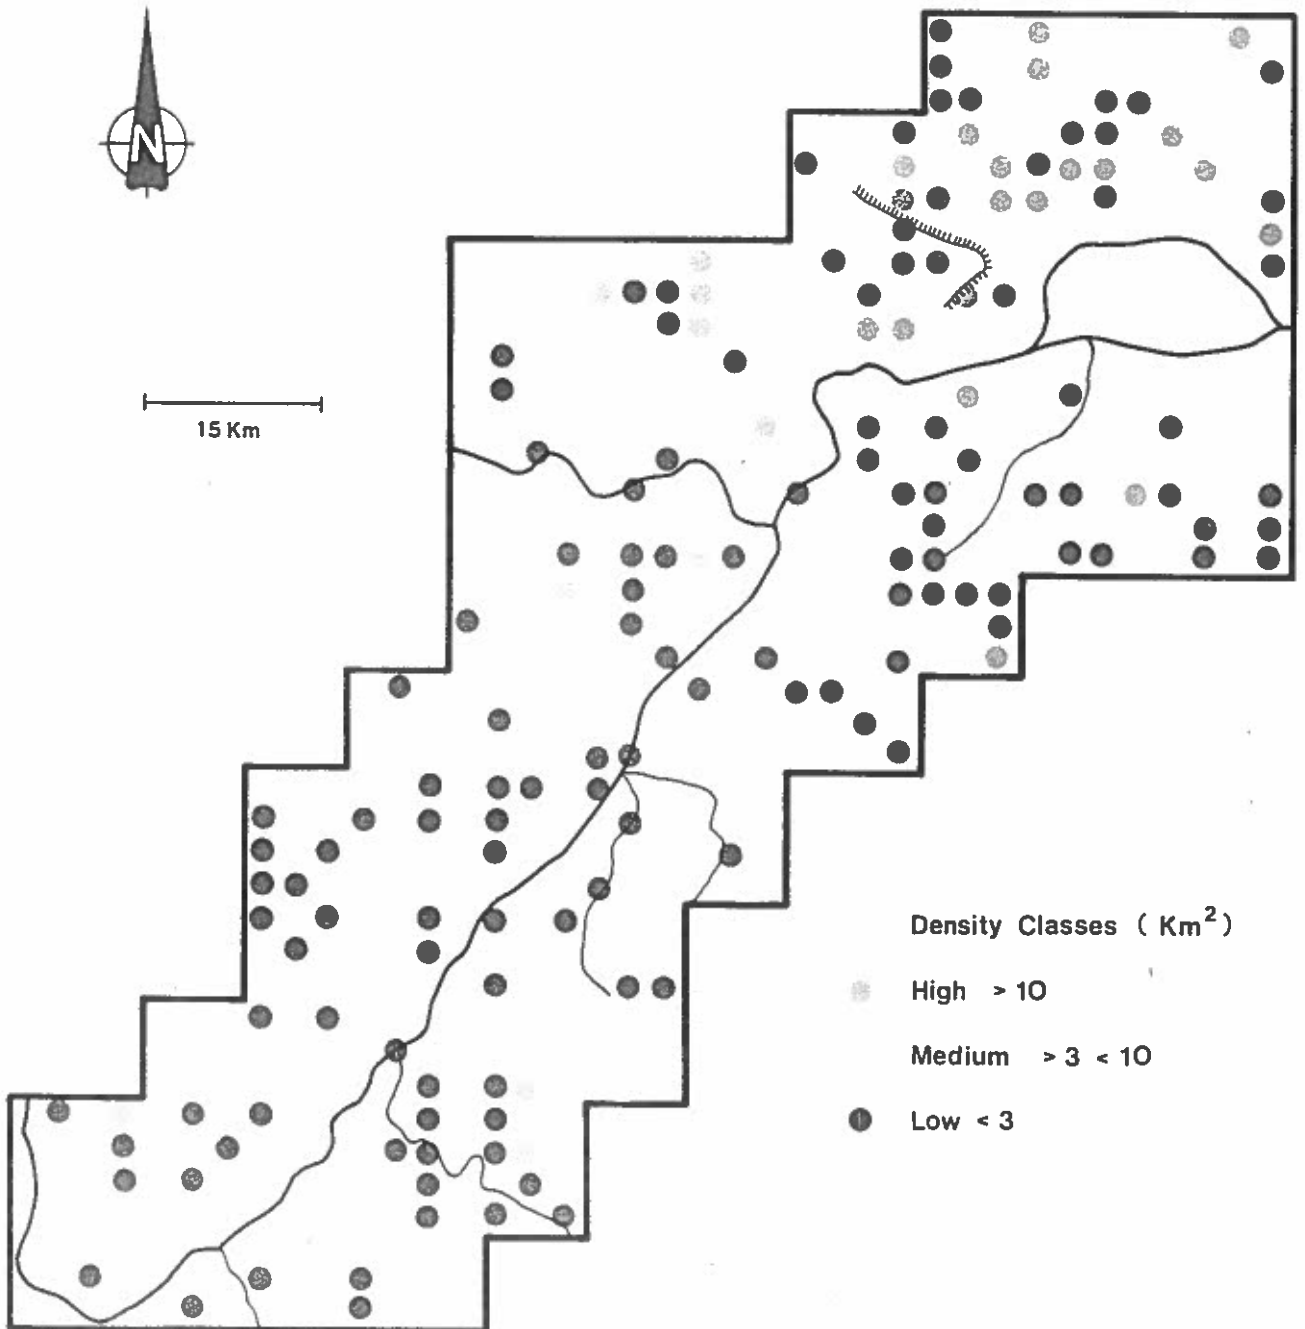 N
15 Km
Density Classes ( Km²)
High > 10
Medium > 3 < 10
Low < 3